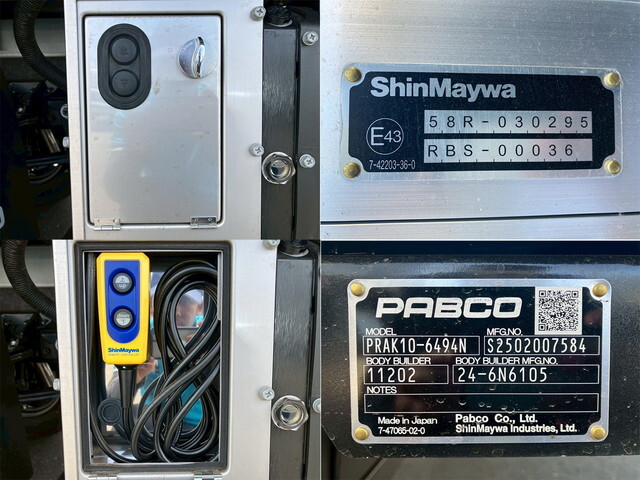 ShinMaywa
58R-030295
E43
RBS-00036
7-42203-36-0
ShinMaywa
PABCO
MODEL MFG.NO.
PRAK10-6494N S2502007584
BODY BUILDER BODY BUILDER MFG.NO.
11202 24-6N6105
NOTES
Made in Japan Pabco Co., Ltd.
7-47065-02-0 ShinMaywa Industries, Ltd.